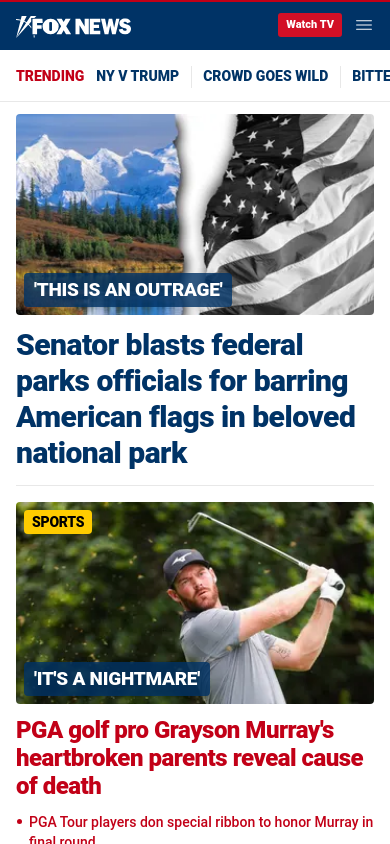 FOX NEWS
Watch TV
TRENDING NY V TRUMP CROWD GOES WILD BITTE
'THIS IS AN OUTRAGE'
Senator blasts federal
parks officials for barring
American flags in beloved
national park
SPORTS
'IT'S A NIGHTMARE'
PGA golf pro Grayson Murray's
heartbroken parents reveal cause
of death
• PGA Tour players don special ribbon to honor Murray in
final round